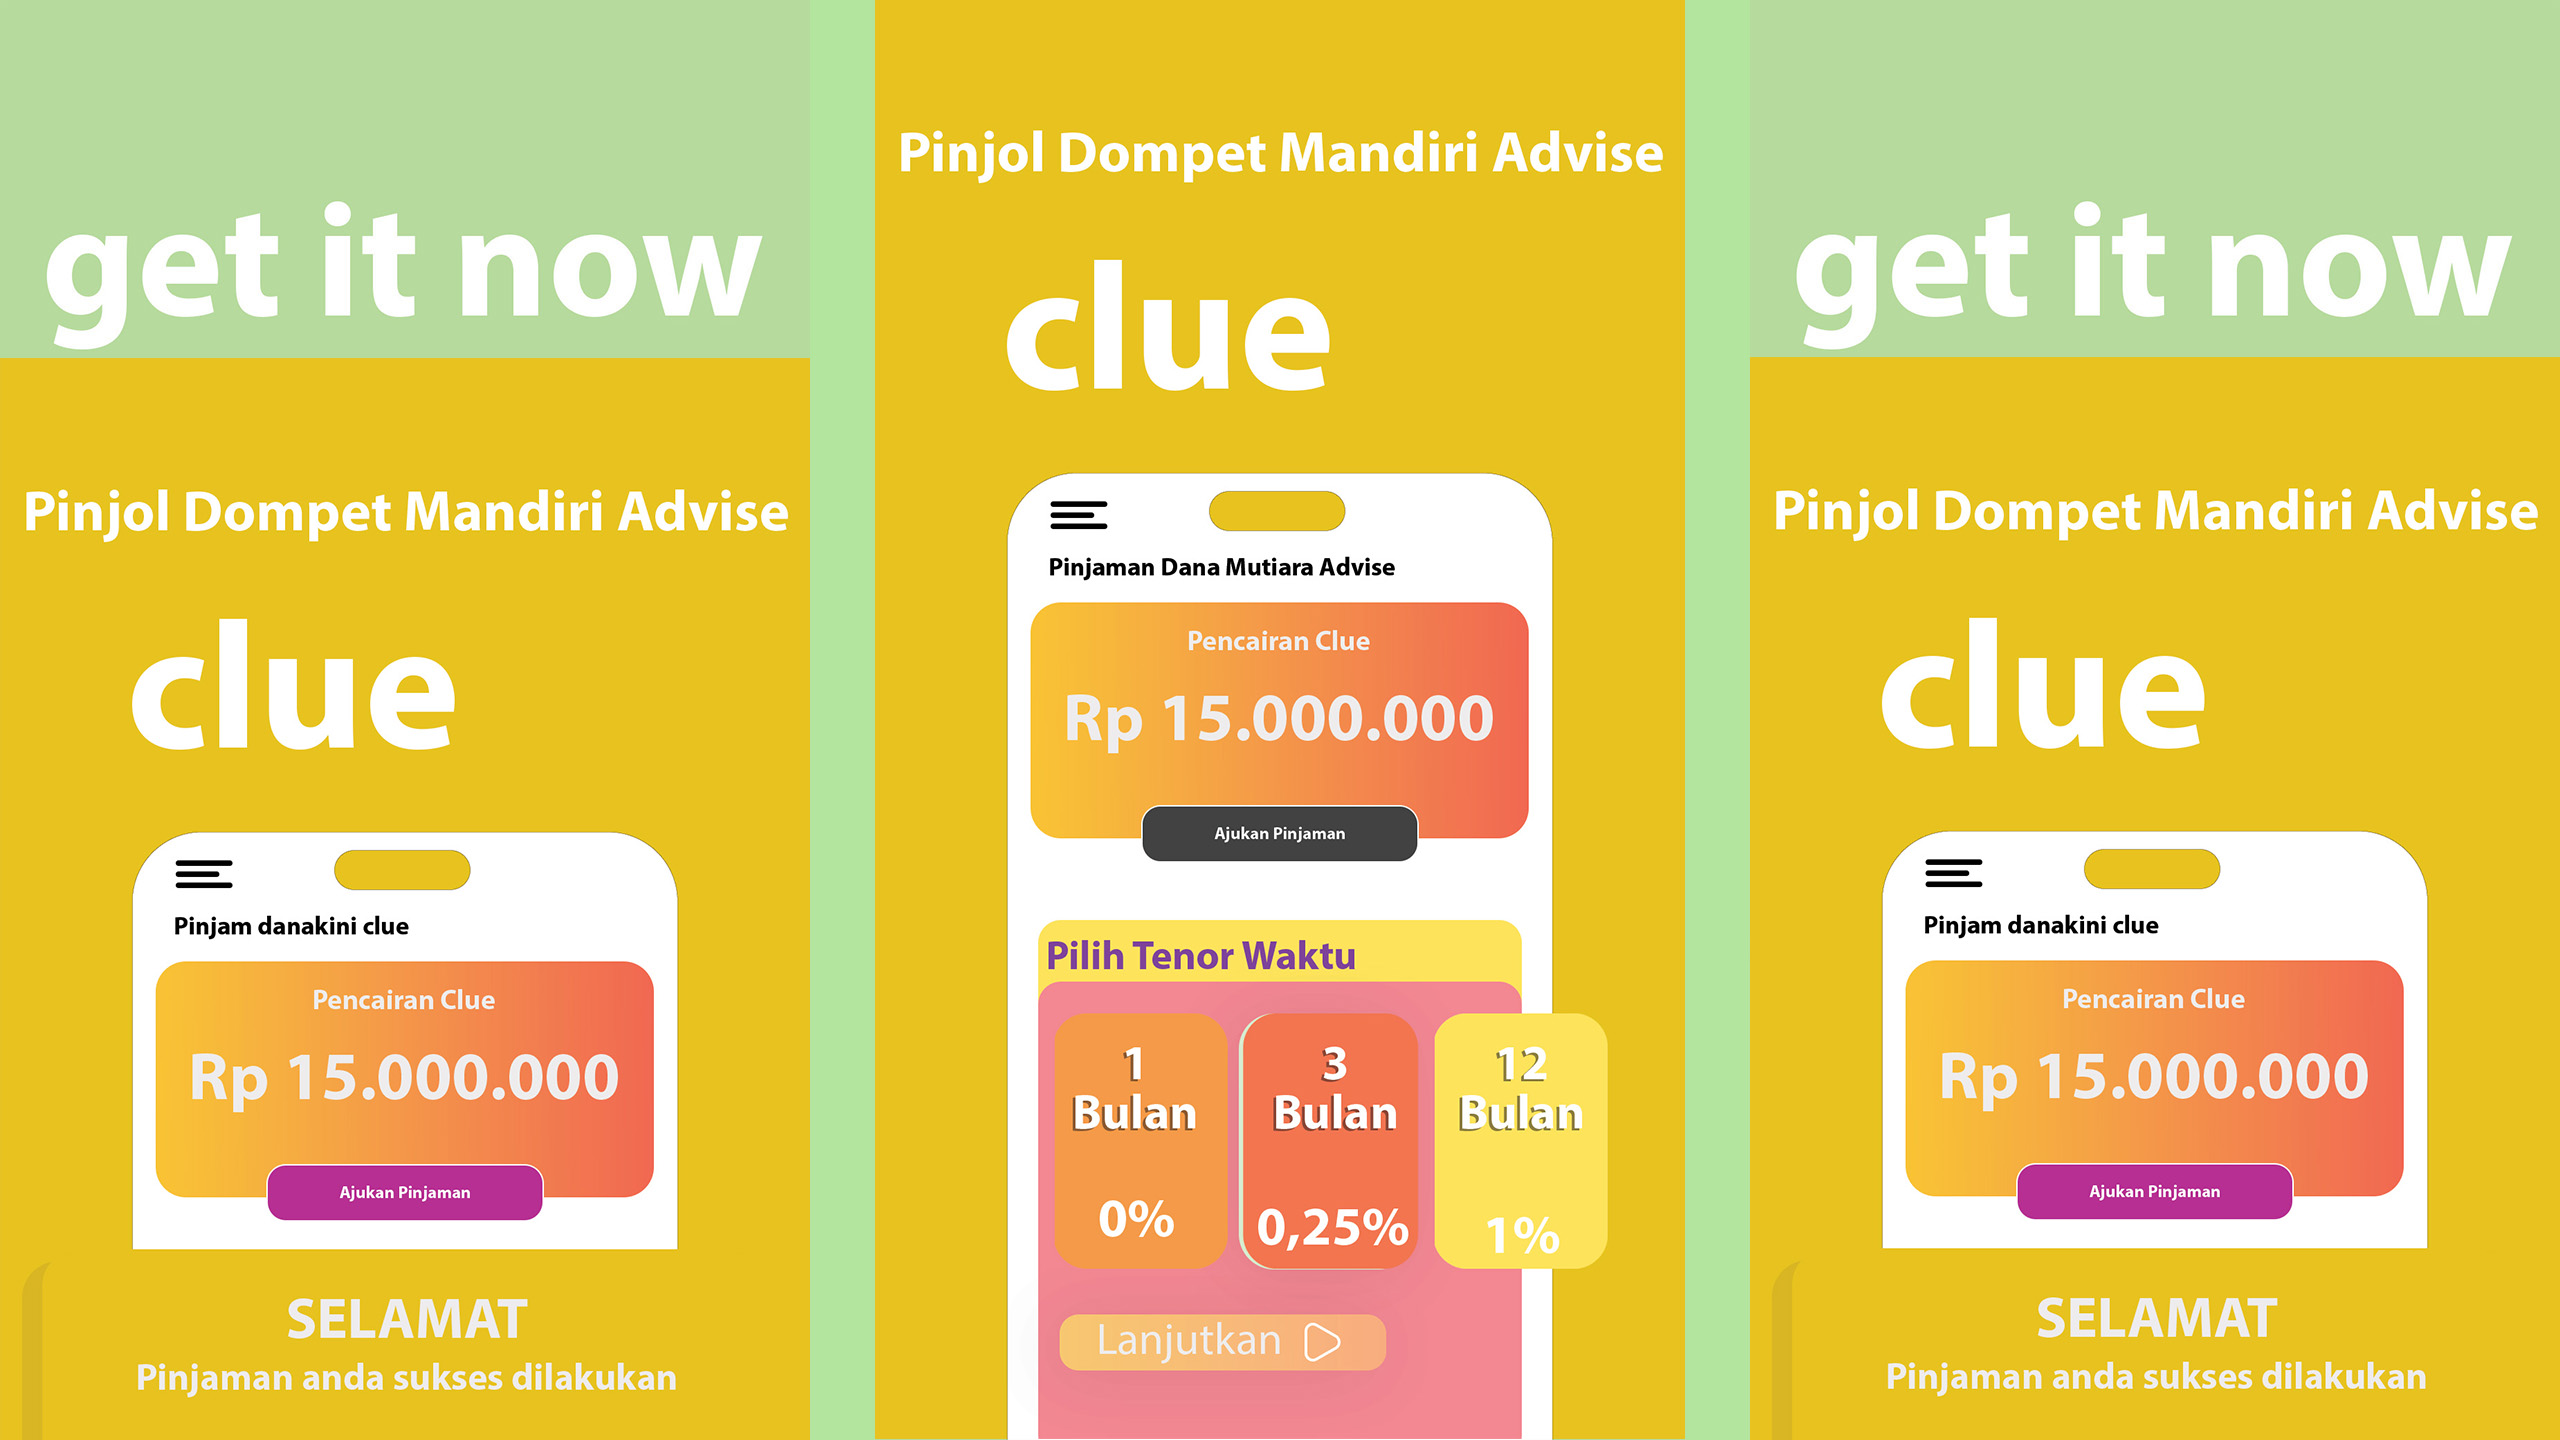 get it now
Pinjol Dompet Mandiri Advise
clue
Pinjam danakini clue
Pencairan Clue
Rp 15.000.000
Ajukan Pinjaman
SELAMAT
Pinjaman anda sukses dilakukan
Pinjol Dompet Mandiri Advise
clue
Pinjaman Dana Mutiara Advise
Pencairan Clue
Rp 15.000.000
Ajukan Pinjaman
Pilih Tenor Waktu
1
Bulan
0%
3
Bulan
0,25%
12
Bulan
1%
Lanjutkan
get it now
Pinjol Dompet Mandiri Advise
clue
Pinjam danakini clue
Pencairan Clue
Rp 15.000.000
Ajukan Pinjaman
SELAMAT
Pinjaman anda sukses dilakukan